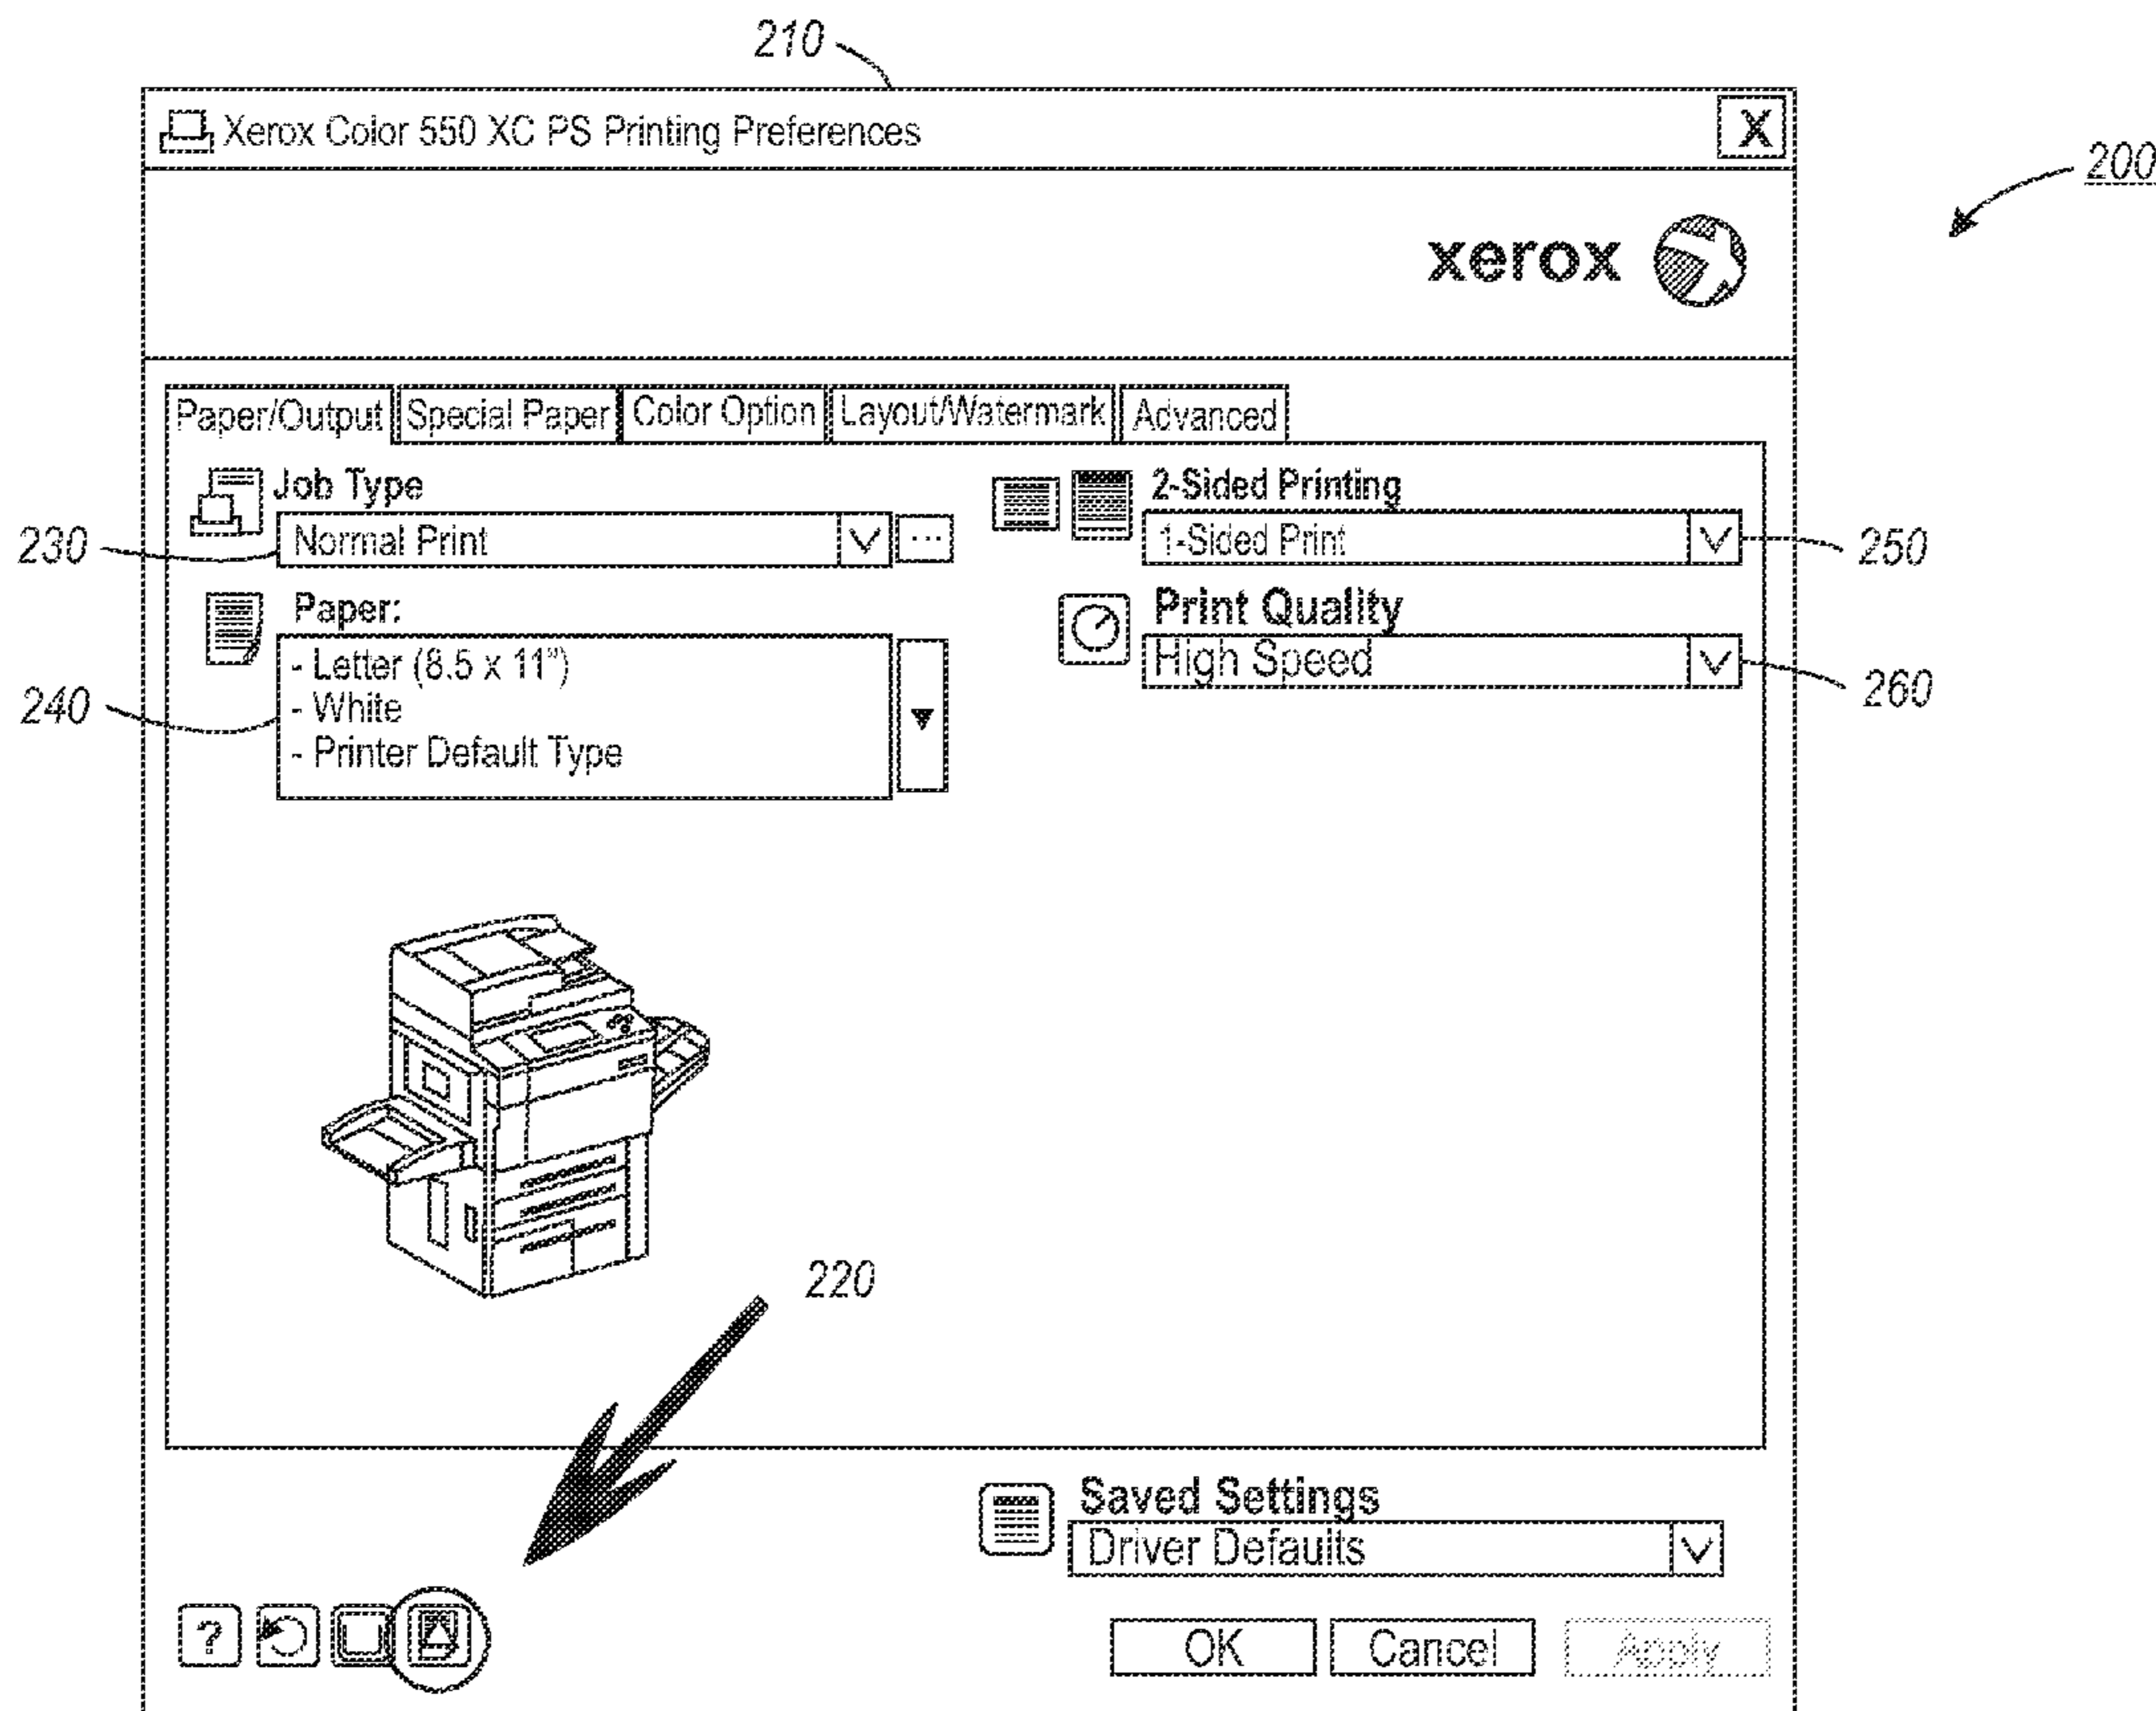 210
Xerox Color 550 XC PS Printing Preferences X
200
xerox
Paper/Output Special Paper Color Option Layout/Watermark Advanced
Job Type 2-Sided Printing
230 Normal Print ... 1-Sided Print 250
Paper: Print Quality
- Letter (8.5 x 11") High Speed
240 - White 260
- Printer Default Type
220
Saved Settings
Driver Defaults
? OK Cancel Apply